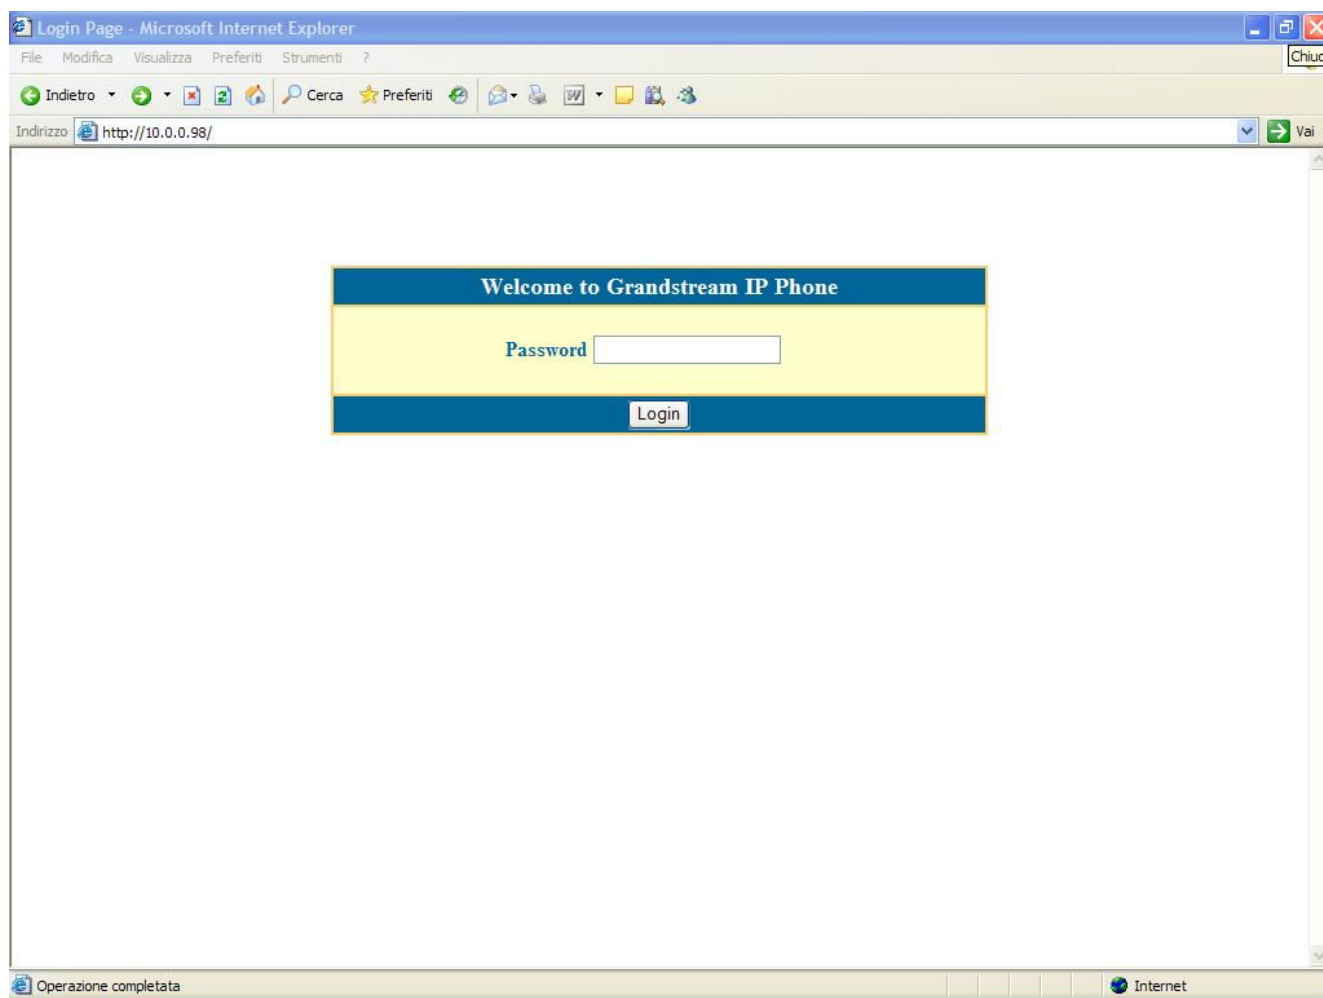 Login Page - Microsoft Internet Explorer
File Modifica Visualizza Preferiti Strumenti ?
Chiud
Indietro Cerca Preferiti
Indirizzo http://10.0.0.98/ Vai
Welcome to Grandstream IP Phone
Password
Login
Operazione completata Internet